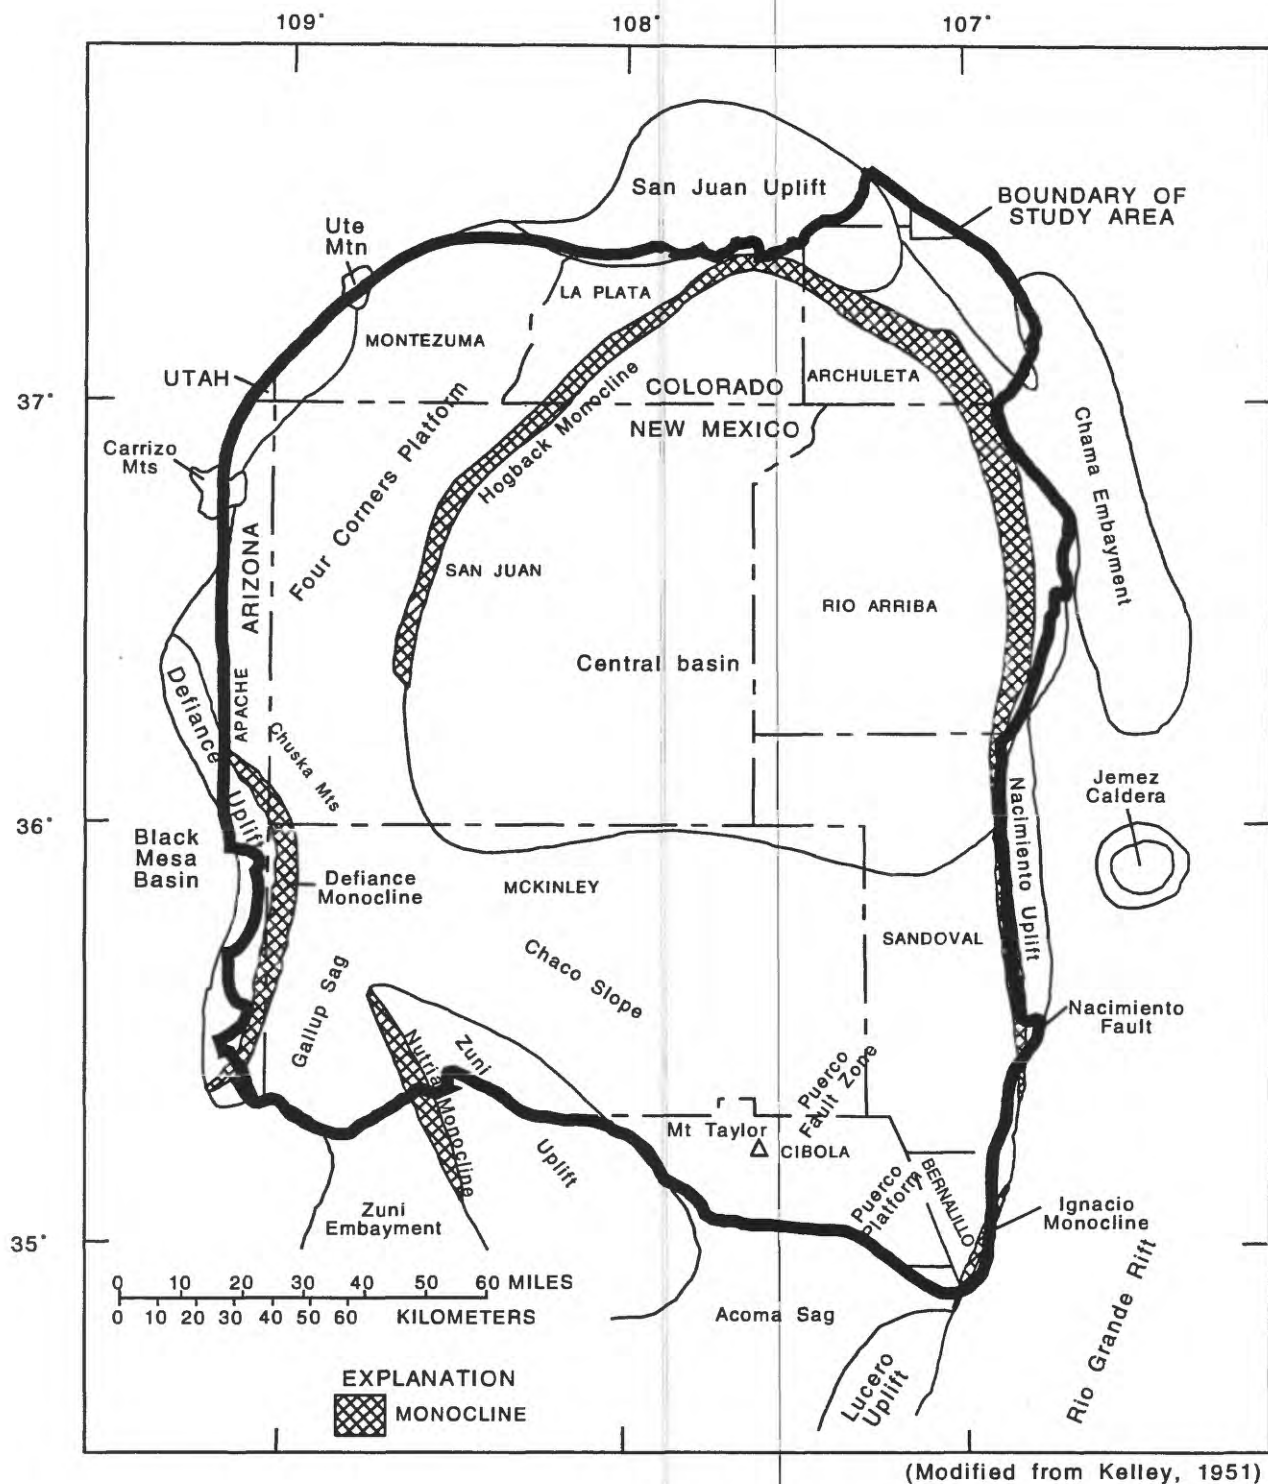 109°
108°
107°
San Juan Uplift
BOUNDARY OF
STUDY AREA
Ute
Mtn
LA PLATA
MONTEZUMA
UTAH
COLORADO
ARCHULETA
37°
NEW MEXICO
Hogback Monocline
Four Corners Platform
Carrizo
Mts
Chama Embayment
ARIZONA
SAN JUAN
RIO ARRIBA
Central basin
APACHE
Defiance
Uplift
Chuska Mts
Jemez
Caldera
36°
Black
Mesa
Basin
Nacimiento Uplift
Defiance
Monocline
MCKINLEY
SANDOVAL
Chaco Slope
Gallup Sag
Nacimiento
Fault
Zuni
Uplift
Nutria Monocline
Puerco
Fault Zone
Mt Taylor
CIBOLA
BERNALILLO
Puerco
Platform
Zuni
Embayment
Ignacio
Monocline
35°
Rio Grande Rift
0 10 20 30 40 50 60 MILES
0 10 20 30 40 50 60 KILOMETERS
Acoma Sag
Lucero
Uplift
EXPLANATION
MONOCLINE
(Modified from Kelley, 1951)